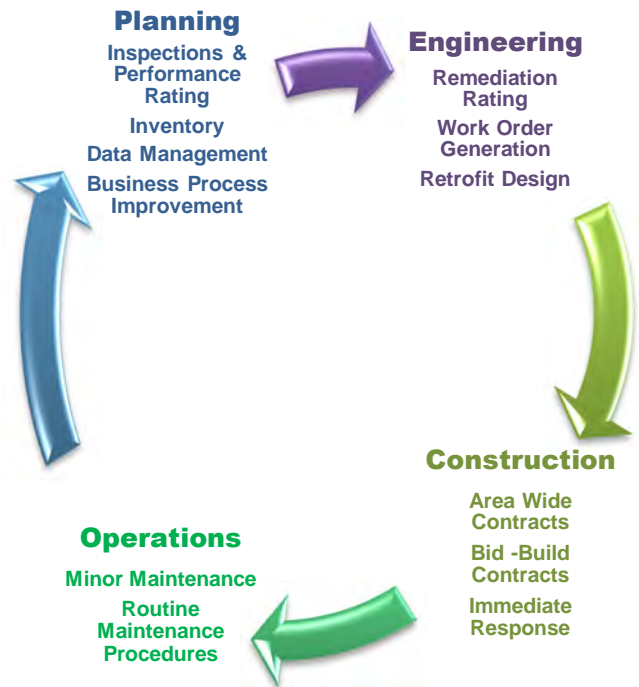 Planning
Inspections &
Performance
Rating
Inventory
Data Management
Business Process
Improvement
Engineering
Remediation
Rating
Work Order
Generation
Retrofit Design
Construction
Area Wide
Contracts
Bid -Build
Contracts
Immediate
Response
Operations
Minor Maintenance
Routine
Maintenance
Procedures